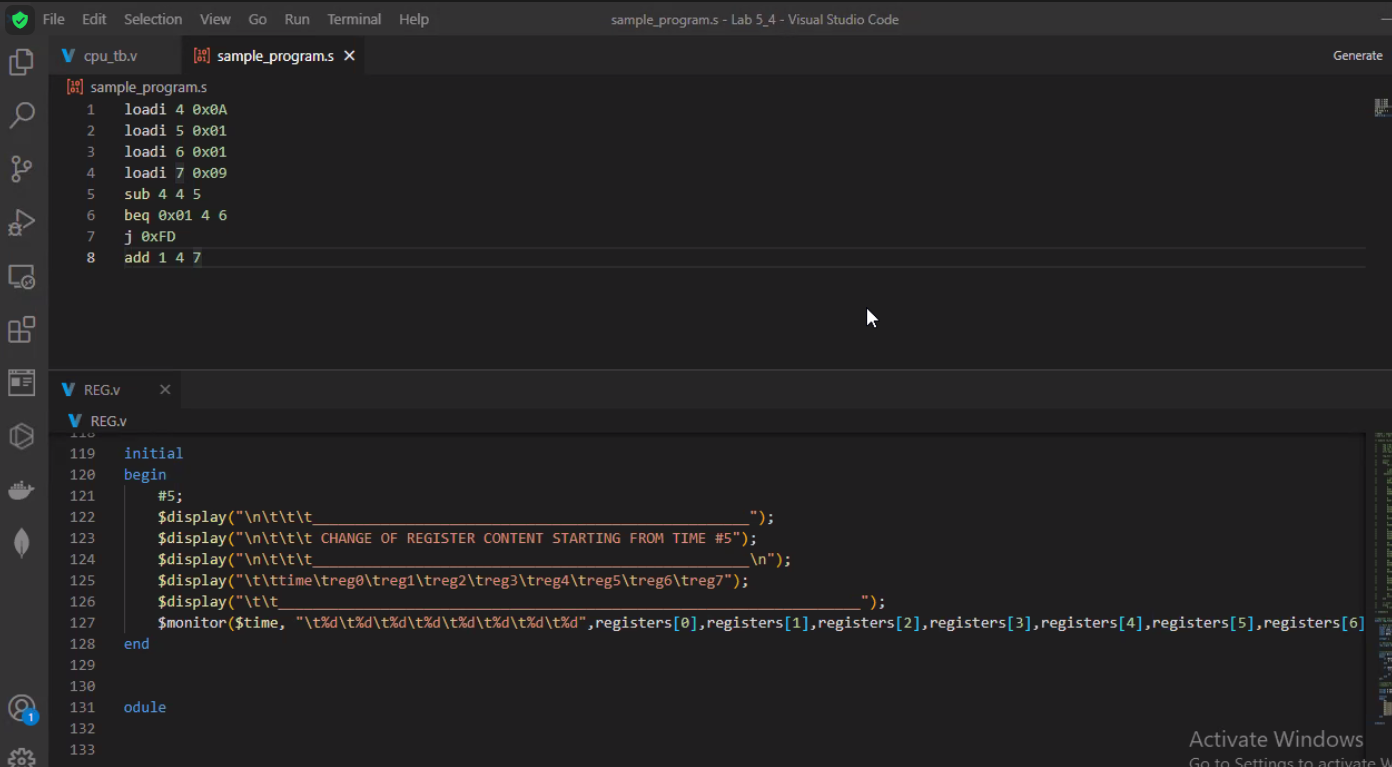 File Edit Selection View Go Run Terminal Help sample_program.s - Lab 5_4 - Visual Studio Code
cpu_tb.v sample_program.s Generate
sample_program.s
1 loadi 4 0x0A
2 loadi 5 0x01
3 loadi 6 0x01
4 loadi 7 0x09
5 sub 4 4 5
6 beq 0x01 4 6
7 j 0xFD
8 add 1 4 7
REG.v
REG.v
118
119 initial
120 begin
121 #5;
122 $display("\n\t\t\t___________________________________________________");
123 $display("\n\t\t\t CHANGE OF REGISTER CONTENT STARTING FROM TIME #5");
124 $display("\n\t\t\t___________________________________________________\n");
125 $display("\t\ttime\treg0\treg1\treg2\treg3\treg4\treg5\treg6\treg7");
126 $display("\t\t____________________________________________________________________");
127 $monitor($time, "\t%d\t%d\t%d\t%d\t%d\t%d\t%d\t%d",registers[0],registers[1],registers[2],registers[3],registers[4],registers[5],registers[6]
128 end
129
130
131 odule
132
133
1
Activate Windows
Go to Settings to activate W